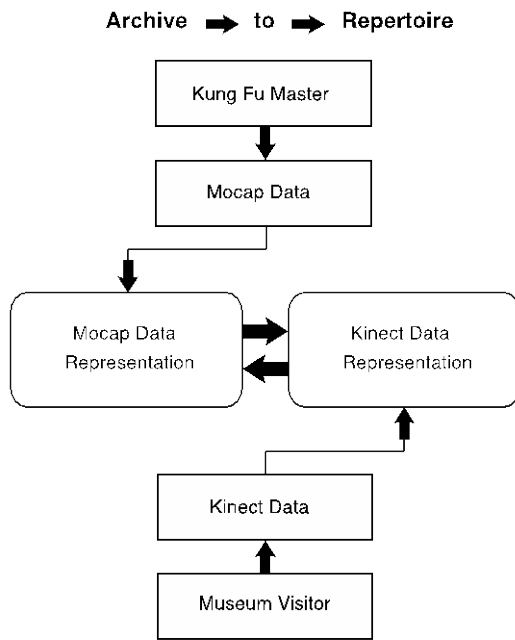 Archive to Repertoire
Kung Fu Master
Mocap Data
Mocap Data
Representation
Kinect Data
Representation
Kinect Data
Museum Visitor